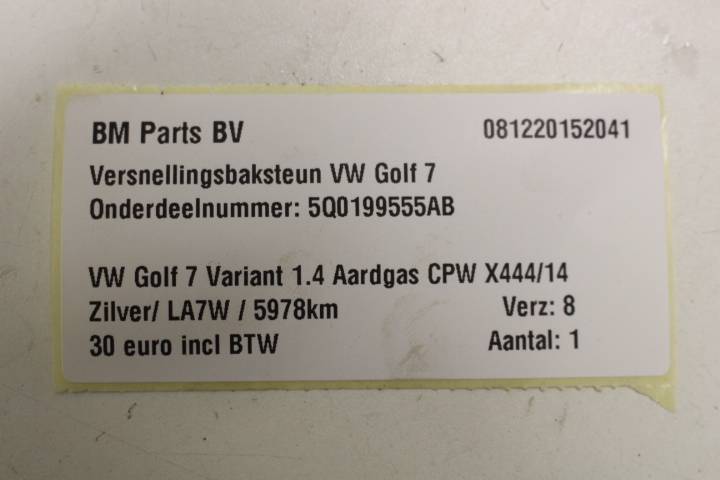 BM Parts BV 081220152041
Versnellingsbaksteun VW Golf 7
Onderdeelnummer: 5Q0199555AB
VW Golf 7 Variant 1.4 Aardgas CPW X444/14
Zilver/ LA7W / 5978km Verz: 8
30 euro incl BTW Aantal: 1